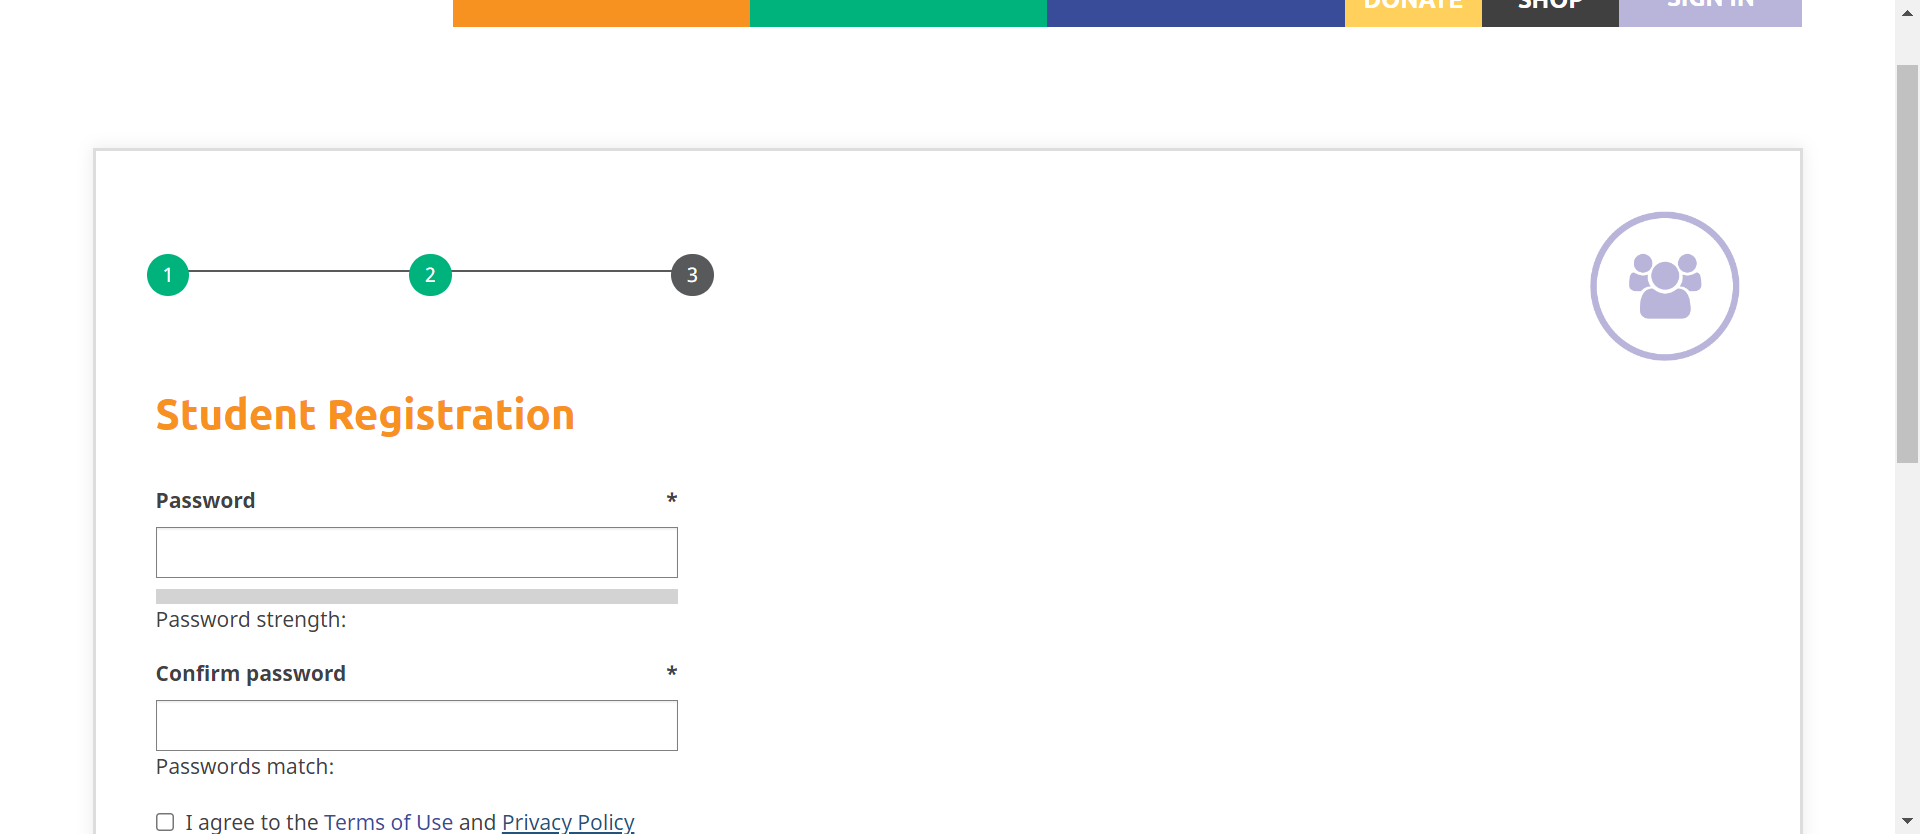 DONATE SHOP SIGN IN
1 2 3
Student Registration
Password *
Password strength:
Confirm password *
Passwords match:
I agree to the Terms of Use and Privacy Policy